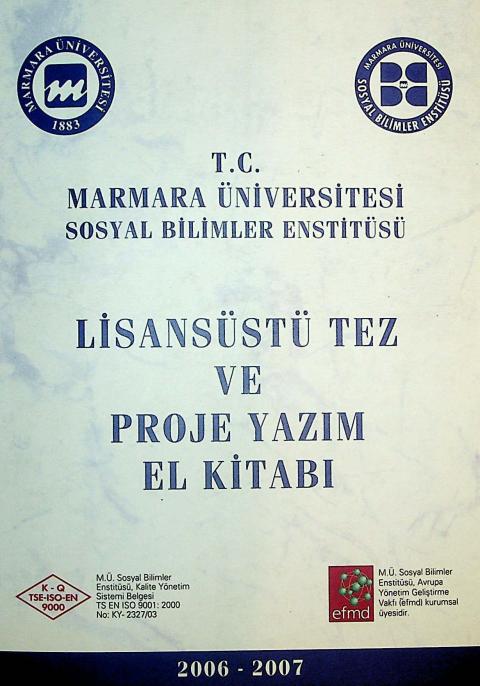 MARMARA ÜNİVERSİTESİ
m
1883
MARMARA ÜNİVERSİTESİ
SOSYAL BİLİMLER ENSTİTÜSÜ
T.C.
MARMARA ÜNİVERSİTESİ
SOSYAL BİLİMLER ENSTİTÜSÜ
LİSANSÜSTÜ TEZ
VE
PROJE YAZIM
EL KİTABI
K - Q
TSE-ISO-EN
9000
M.Ü. Sosyal Bilimler
Enstitüsü, Kalite Yönetim
Sistemi Belgesi
TS EN ISO 9001: 2000
No: KY- 2327/03
efmd
M.Ü. Sosyal Bilimler
Enstitüsü, Avrupa
Yönetim Geliştirme
Vakfı (efmd) kurumsal
üyesidir.
2006 - 2007